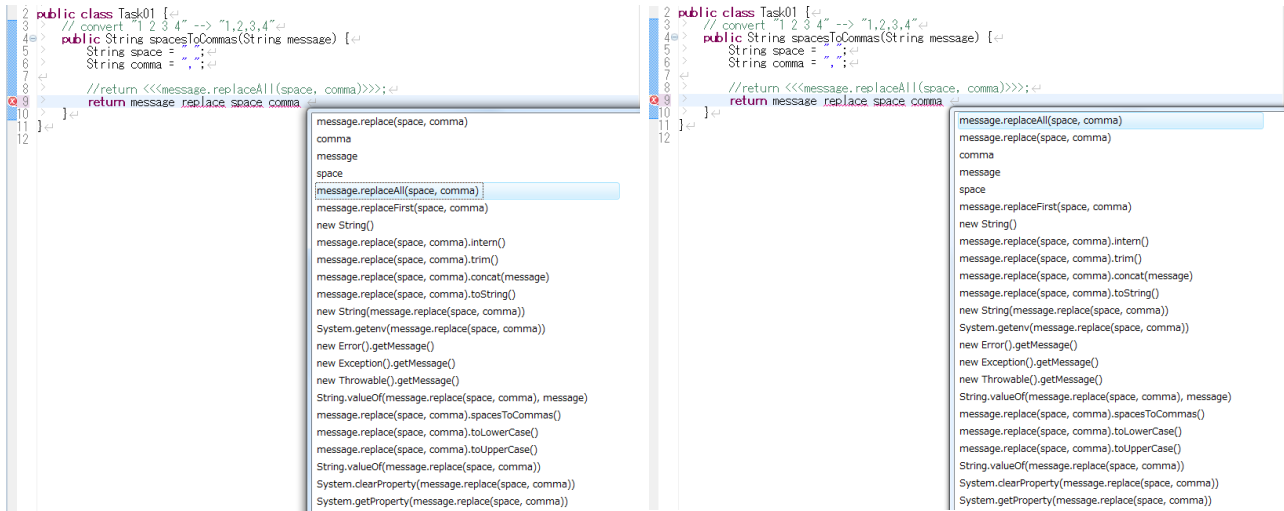 2 public class Task01 {
3 // convert "1 2 3 4" --> "1,2,3,4"
4 public String spacesToCommas(String message) {
5 String space = " ";
6 String comma = ",";
7
8 //return <<<message.replaceAll(space, comma)>>>;
9 return message replace space comma
10 }
11 }
12
message.replace(space, comma)
comma
message
space
message.replaceAll(space, comma)
message.replaceFirst(space, comma)
new String()
message.replace(space, comma).intern()
message.replace(space, comma).trim()
message.replace(space, comma).concat(message)
message.replace(space, comma).toString()
new String(message.replace(space, comma))
System.getenv(message.replace(space, comma))
new Error().getMessage()
new Exception().getMessage()
new Throwable().getMessage()
String.valueOf(message.replace(space, comma), message)
message.replace(space, comma).spacesToCommas()
message.replace(space, comma).toLowerCase()
message.replace(space, comma).toUpperCase()
String.valueOf(message.replace(space, comma))
System.clearProperty(message.replace(space, comma))
System.getProperty(message.replace(space, comma))
2 public class Task01 {
3 // convert "1 2 3 4" --> "1,2,3,4"
4 public String spacesToCommas(String message) {
5 String space = " ";
6 String comma = ",";
7
8 //return <<<message.replaceAll(space, comma)>>>;
9 return message replace space comma
10 }
11 }
12
message.replaceAll(space, comma)
message.replace(space, comma)
comma
message
space
message.replaceFirst(space, comma)
new String()
message.replace(space, comma).intern()
message.replace(space, comma).trim()
message.replace(space, comma).concat(message)
message.replace(space, comma).toString()
new String(message.replace(space, comma))
System.getenv(message.replace(space, comma))
new Error().getMessage()
new Exception().getMessage()
new Throwable().getMessage()
String.valueOf(message.replace(space, comma), message)
message.replace(space, comma).spacesToCommas()
message.replace(space, comma).toLowerCase()
message.replace(space, comma).toUpperCase()
String.valueOf(message.replace(space, comma))
System.clearProperty(message.replace(space, comma))
System.getProperty(message.replace(space, comma))